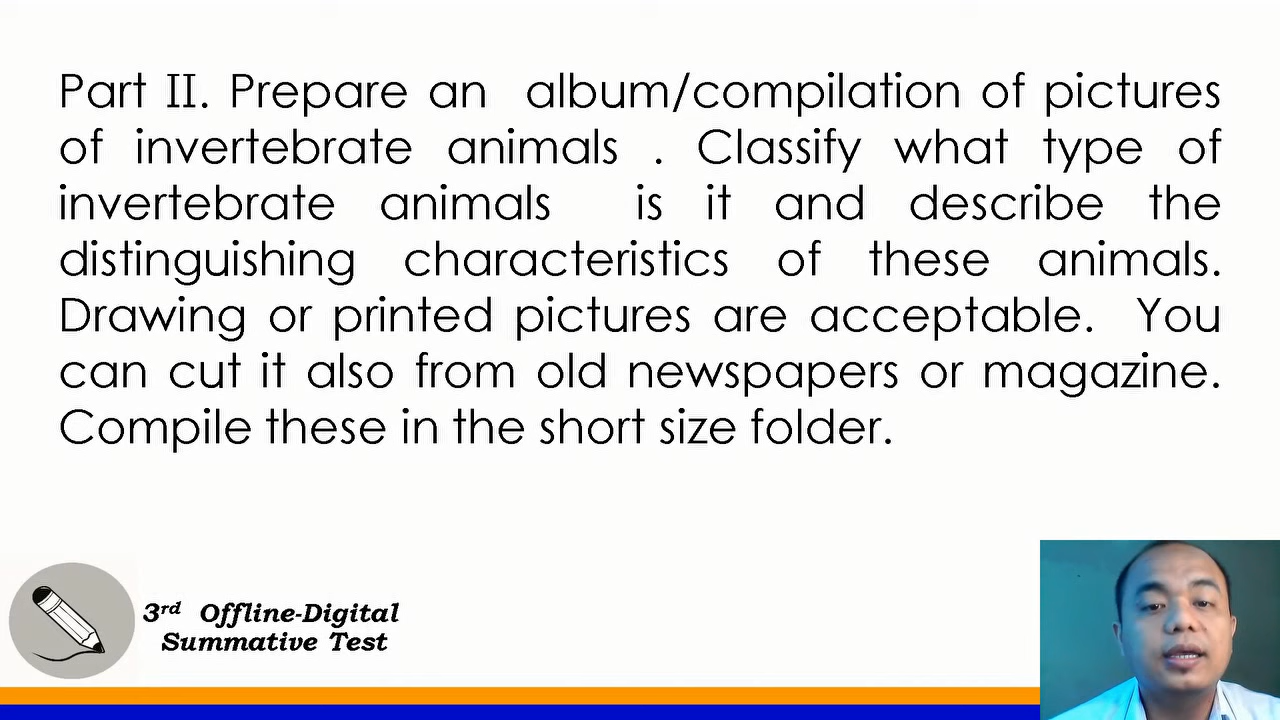 Part II. Prepare an album/compilation of pictures
of invertebrate animals . Classify what type of
invertebrate animals is it and describe the
distinguishing characteristics of these animals.
Drawing or printed pictures are acceptable. You
can cut it also from old newspapers or magazine.
Compile these in the short size folder.
3rd Offline-Digital
Summative Test